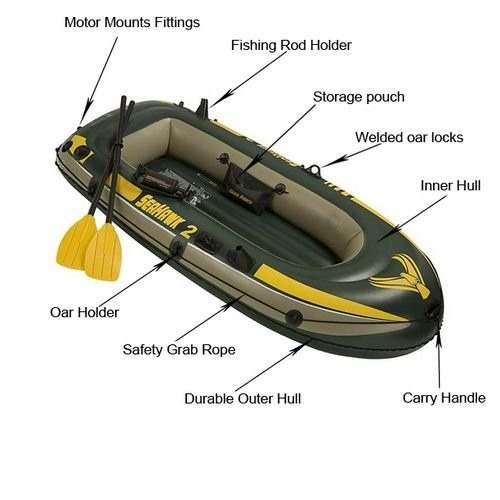 Motor Mounts Fittings
Fishing Rod Holder
Storage pouch
Welded oar locks
Inner Hull
SEAHAWK 2
Oar Holder
Safety Grab Rope
Durable Outer Hull
Carry Handle